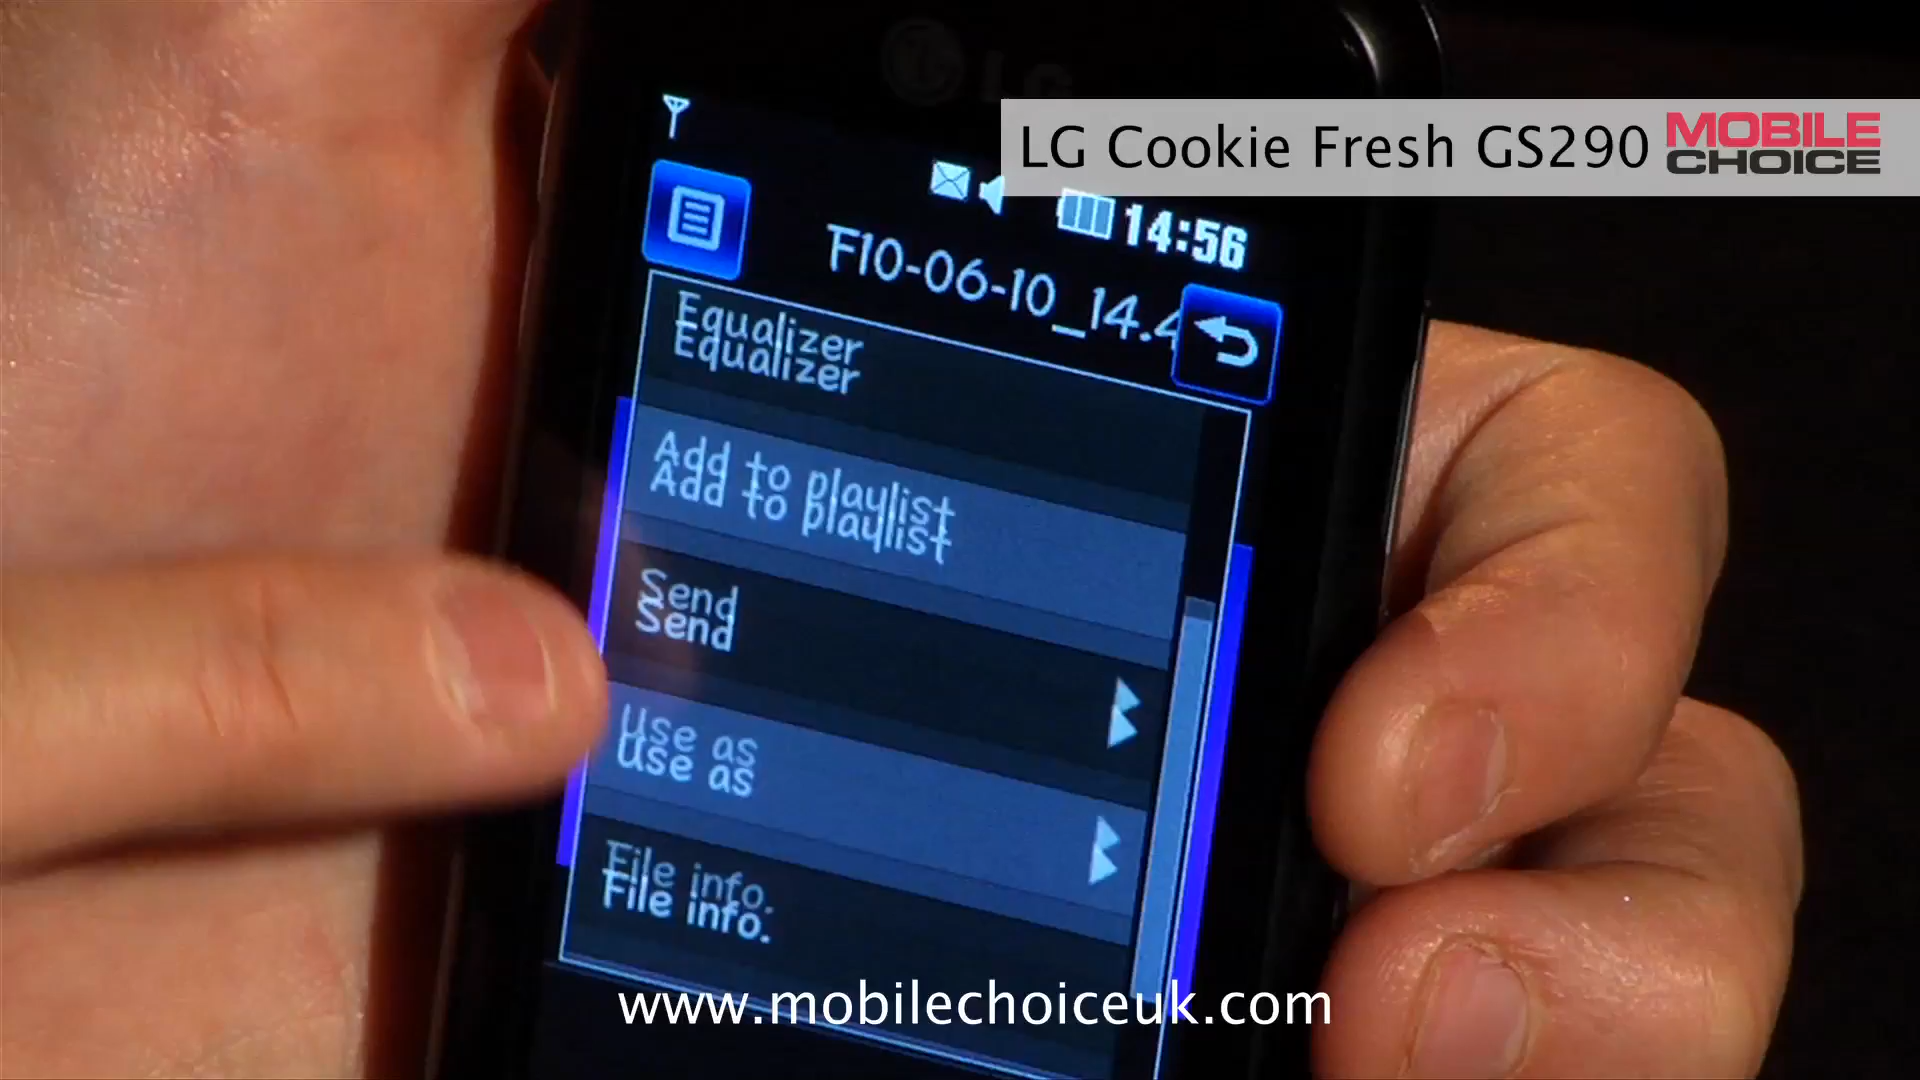 LG
LG Cookie Fresh GS290
MOBILE
CHOICE
14:56
F10-06-10_14.4
Equalizer
Add to playlist
Send
Use as
File info.
www.mobilechoiceuk.com